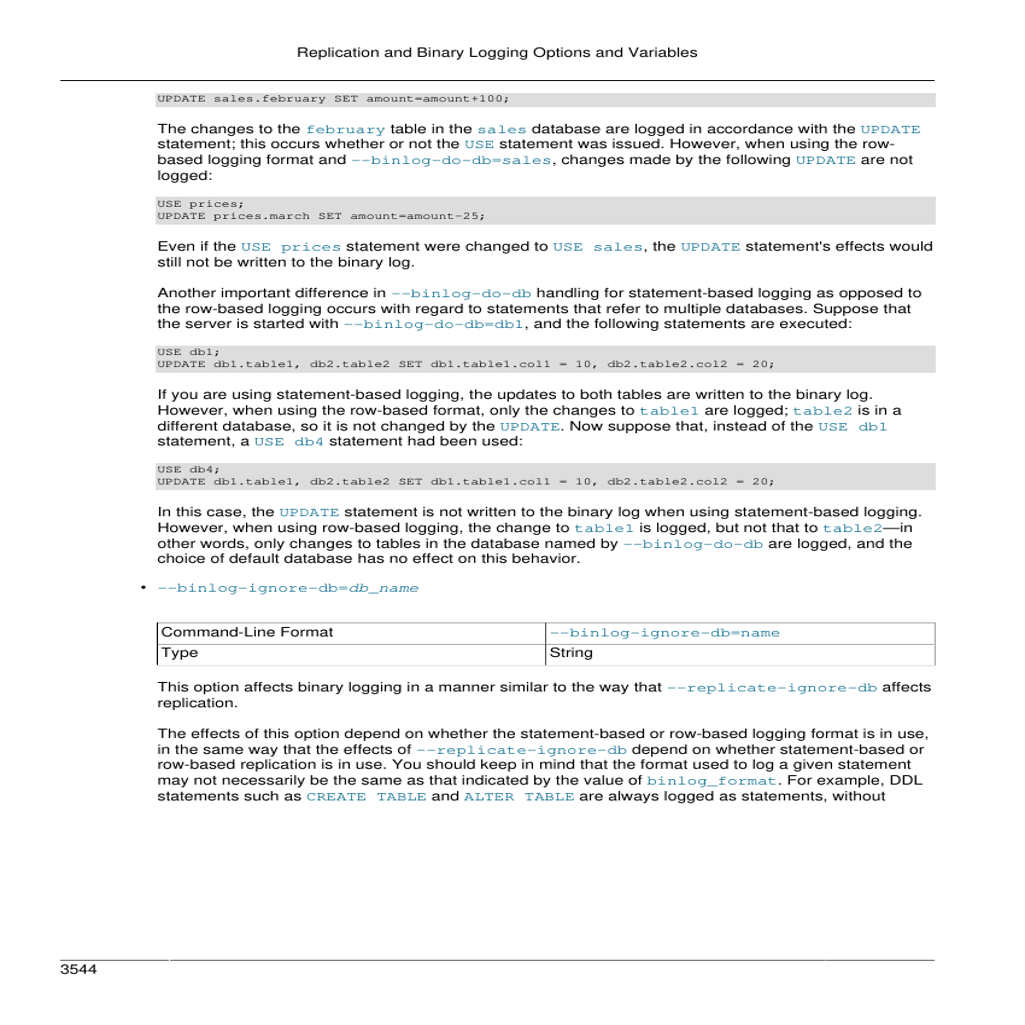 Replication and Binary Logging Options and Variables
UPDATE sales.february SET amount=amount+100;
The changes to the february table in the sales database are logged in accordance with the UPDATE
statement; this occurs whether or not the USE statement was issued. However, when using the row-
based logging format and --binlog-do-db=sales, changes made by the following UPDATE are not
logged:
USE prices;
UPDATE prices.march SET amount=amount-25;
Even if the USE prices statement were changed to USE sales, the UPDATE statement's effects would
still not be written to the binary log.
Another important difference in --binlog-do-db handling for statement-based logging as opposed to
the row-based logging occurs with regard to statements that refer to multiple databases. Suppose that
the server is started with --binlog-do-db=db1, and the following statements are executed:
USE db1;
UPDATE db1.table1, db2.table2 SET db1.table1.col1 = 10, db2.table2.col2 = 20;
If you are using statement-based logging, the updates to both tables are written to the binary log.
However, when using the row-based format, only the changes to table1 are logged; table2 is in a
different database, so it is not changed by the UPDATE. Now suppose that, instead of the USE db1
statement, a USE db4 statement had been used:
USE db4;
UPDATE db1.table1, db2.table2 SET db1.table1.col1 = 10, db2.table2.col2 = 20;
In this case, the UPDATE statement is not written to the binary log when using statement-based logging.
However, when using row-based logging, the change to table1 is logged, but not that to table2—in
other words, only changes to tables in the database named by --binlog-do-db are logged, and the
choice of default database has no effect on this behavior.
• --binlog-ignore-db=db_name
Command-Line Format --binlog-ignore-db=name
Type String
This option affects binary logging in a manner similar to the way that --replicate-ignore-db affects
replication.
The effects of this option depend on whether the statement-based or row-based logging format is in use,
in the same way that the effects of --replicate-ignore-db depend on whether statement-based or
row-based replication is in use. You should keep in mind that the format used to log a given statement
may not necessarily be the same as that indicated by the value of binlog_format. For example, DDL
statements such as CREATE TABLE and ALTER TABLE are always logged as statements, without
3544